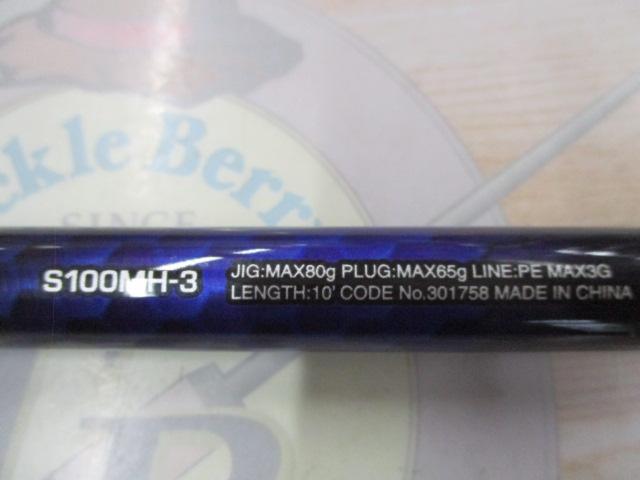 ckle Berry
SINCE
S100MH-3
JIG:MAX80g PLUG:MAX65g LINE:PE MAX3G
LENGTH:10' CODE No.301758 MADE IN CHINA